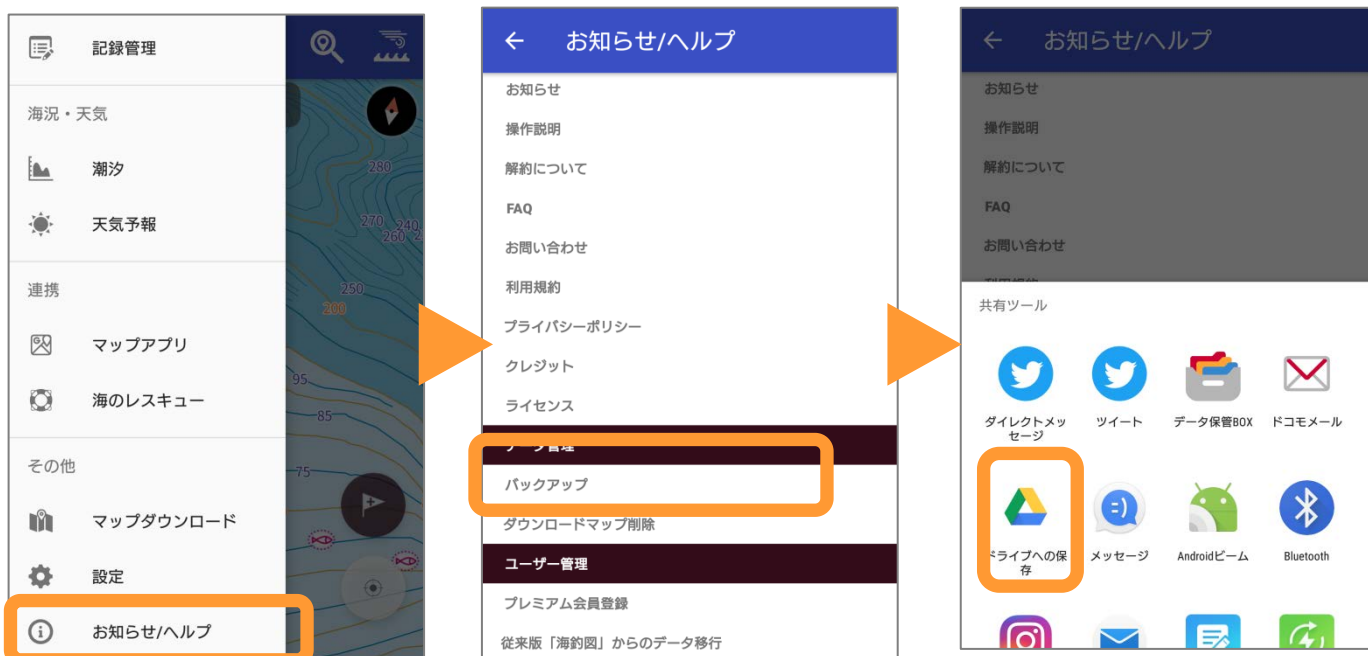 記録管理
海況・天気
潮汐
天気予報
連携
マップアプリ
海のレスキュー
その他
マップダウンロード
設定
お知らせ/ヘルプ
280
270
240
260
250
200
95
85
75
お知らせ/ヘルプ
お知らせ
操作説明
解約について
FAQ
お問い合わせ
利用規約
プライバシーポリシー
クレジット
ライセンス
データ管理
バックアップ
ダウンロードマップ削除
ユーザー管理
プレミアム会員登録
従来版「海釣図」からのデータ移行
お知らせ/ヘルプ
お知らせ
操作説明
解約について
FAQ
お問い合わせ
共有ツール
ダイレクトメッ
セージ
ツイート
データ保管BOX
ドコモメール
ドライブへの保
存
メッセージ
Androidビーム
Bluetooth